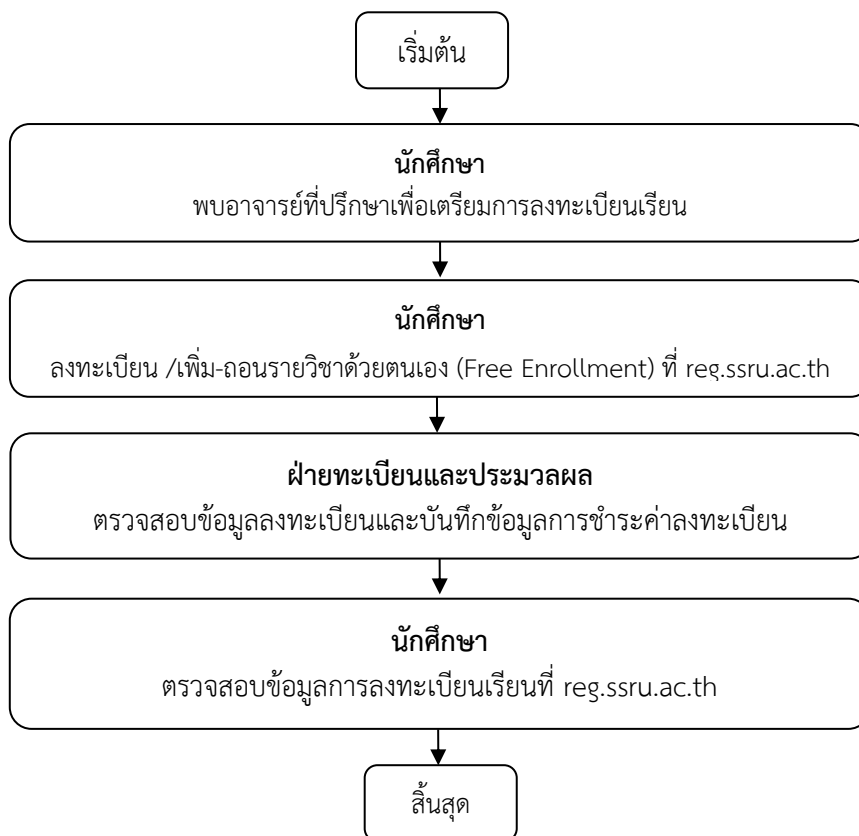 เริ่มต้น
นักศึกษา
พบอาจารย์ที่ปรึกษาเพื่อเตรียมการลงทะเบียนเรียน
นักศึกษา
ลงทะเบียน /เพิ่ม-ถอนรายวิชาด้วยตนเอง (Free Enrollment) ที่ reg.ssru.ac.th
ฝ่ายทะเบียนและประมวลผล
ตรวจสอบข้อมูลลงทะเบียนและบันทึกข้อมูลการชำระค่าลงทะเบียน
นักศึกษา
ตรวจสอบข้อมูลการลงทะเบียนเรียนที่ reg.ssru.ac.th
สิ้นสุด